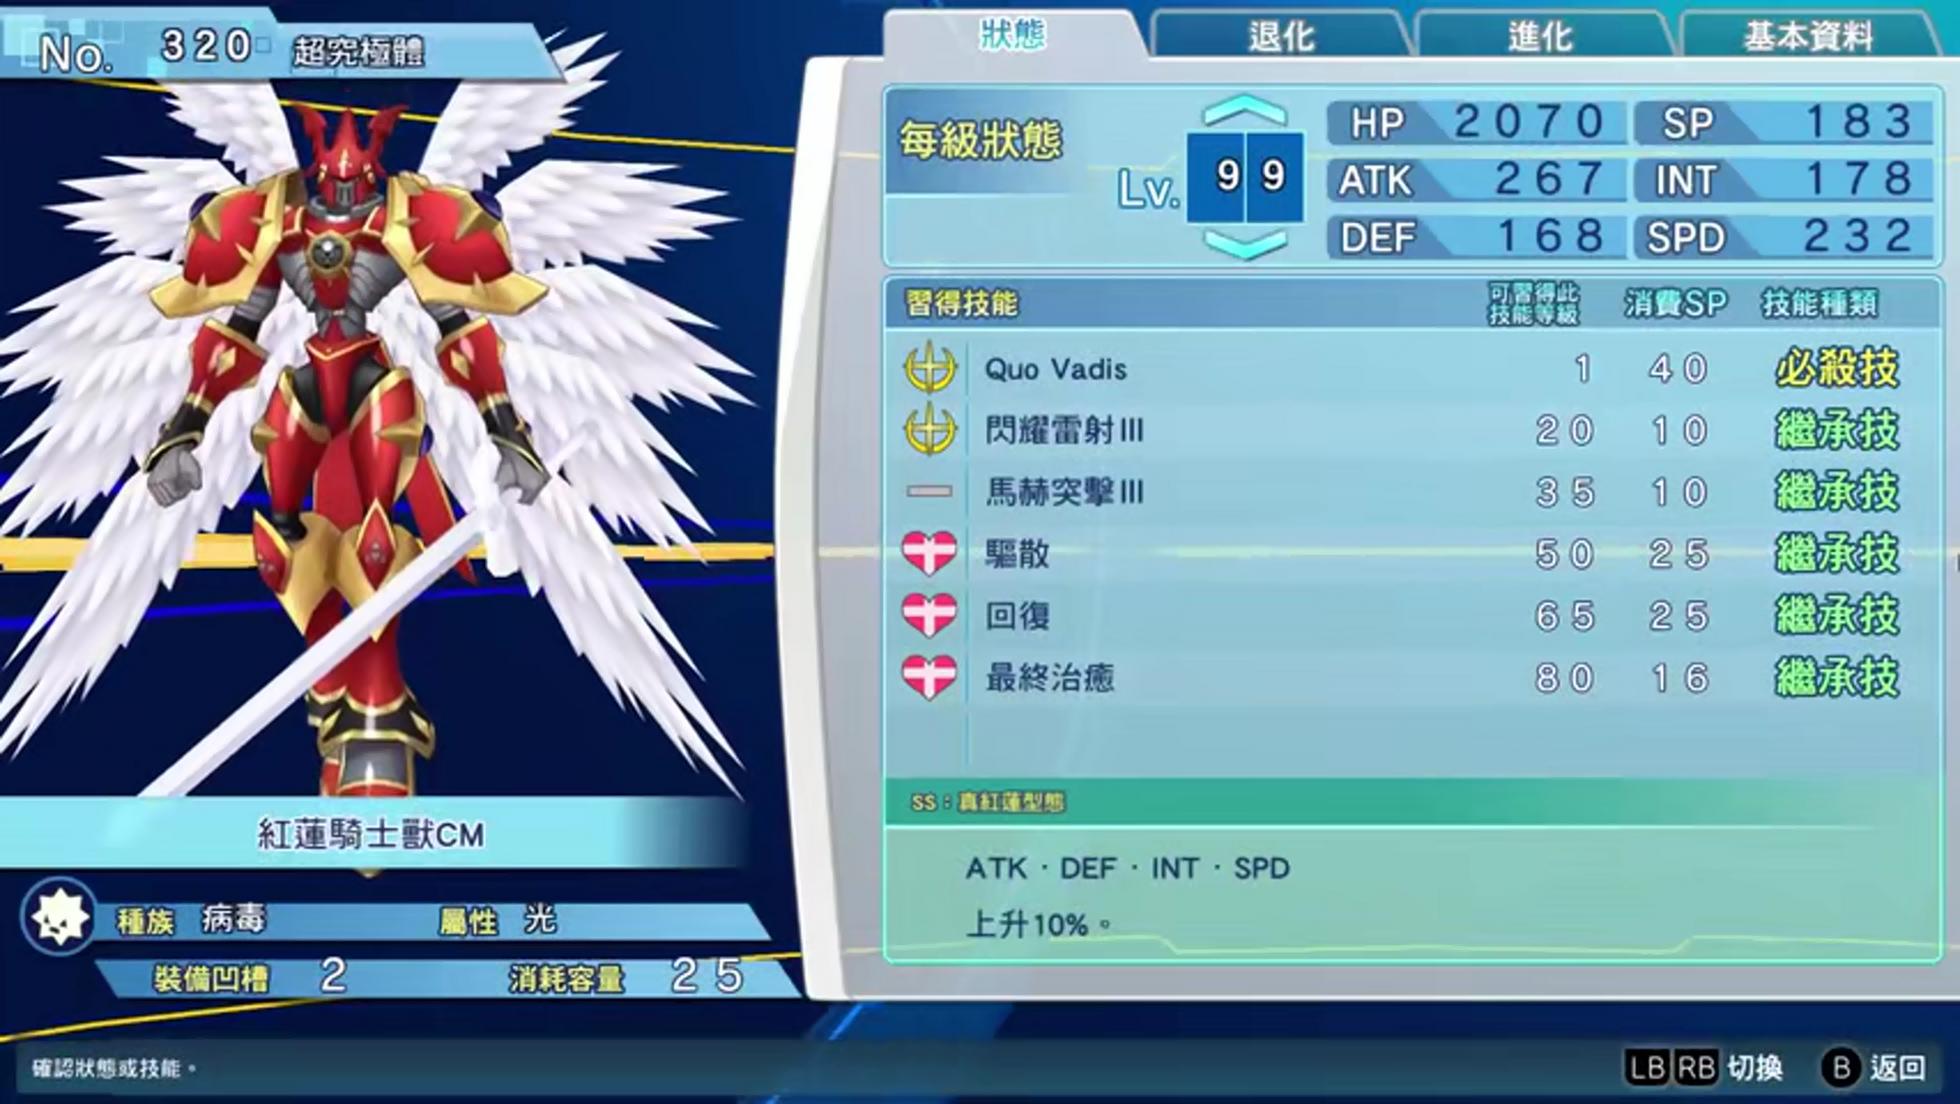 No. 320 超究極體
狀態 退化 進化 基本資料
每級狀態
Lv. 99
HP 2070 SP 183
ATK 267 INT 178
DEF 168 SPD 232
習得技能 可習得此技能等級 消費SP 技能種類
Quo Vadis 1 40 必殺技
閃耀雷射III 20 10 繼承技
馬赫突擊III 35 10 繼承技
驅散 50 25 繼承技
回復 65 25 繼承技
最終治癒 80 16 繼承技
SS：真紅蓮型態
ATK・DEF・INT・SPD
上升10%。
紅蓮騎士獸CM
種族 病毒 屬性 光
裝備凹槽 2 消耗容量 25
確認狀態或技能。
LB RB 切換 B 返回